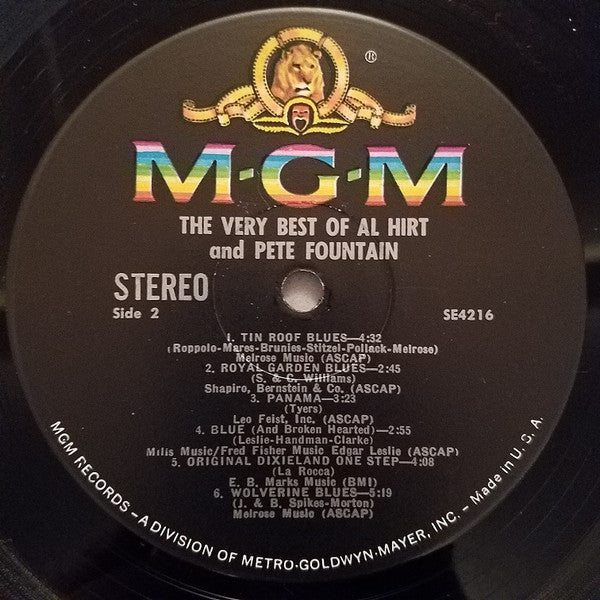 ®
M·G·M
THE VERY BEST OF AL HIRT
and PETE FOUNTAIN
STEREO
Side 2
SE4216
1. TIN ROOF BLUES—4:32
(Roppolo-Mares-Brunies-Stitzel-Pollack-Melrose)
Melrose Music (ASCAP)
2. ROYAL GARDEN BLUES—2:45
(S. & C. Williams)
Shapiro, Bernstein & Co. (ASCAP)
3. PANAMA—3:23
(Tyers)
Leo Feist, Inc. (ASCAP)
4. BLUE (And Broken Hearted)—2:55
(Leslie-Handman-Clarke)
Mills Music/Fred Fisher Music Edgar Leslie (ASCAP)
5. ORIGINAL DIXIELAND ONE STEP—4:08
(La Rocca)
E. B. Marks Music (BMI)
6. WOLVERINE BLUES—5:19
(J. & B. Spikes-Morton)
Melrose Music (ASCAP)
MGM RECORDS – A DIVISION OF METRO-GOLDWYN-MAYER, INC. – Made in U. S. A.